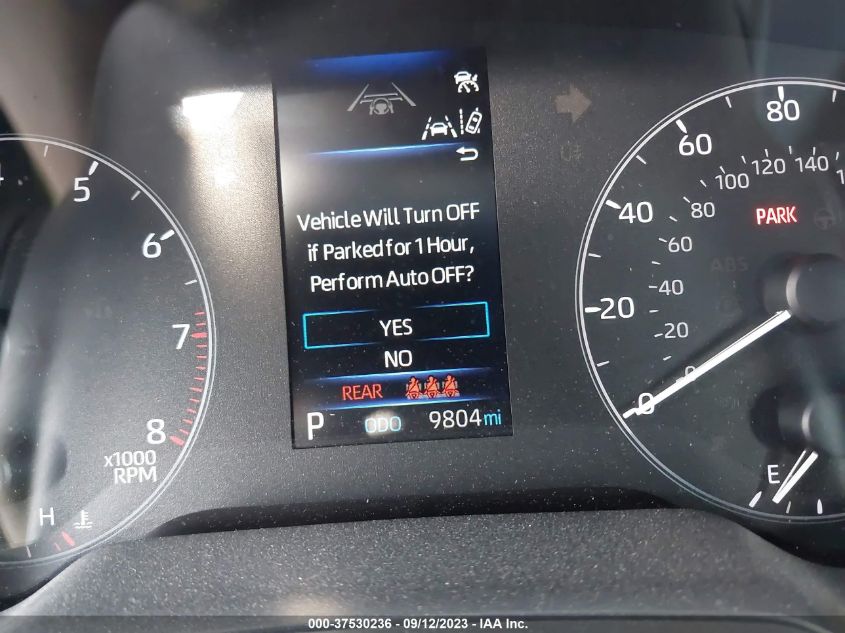 5
6
7
8
x1000
RPM
H
Vehicle Will Turn OFF
if Parked for 1 Hour,
Perform Auto OFF?
YES
NO
REAR
P ODO 9804 mi
80
60
40
20
0
140
120
100
80
60
40
20
0
PARK
ABS
E
000-37530236 - 09/12/2023 - IAA Inc.